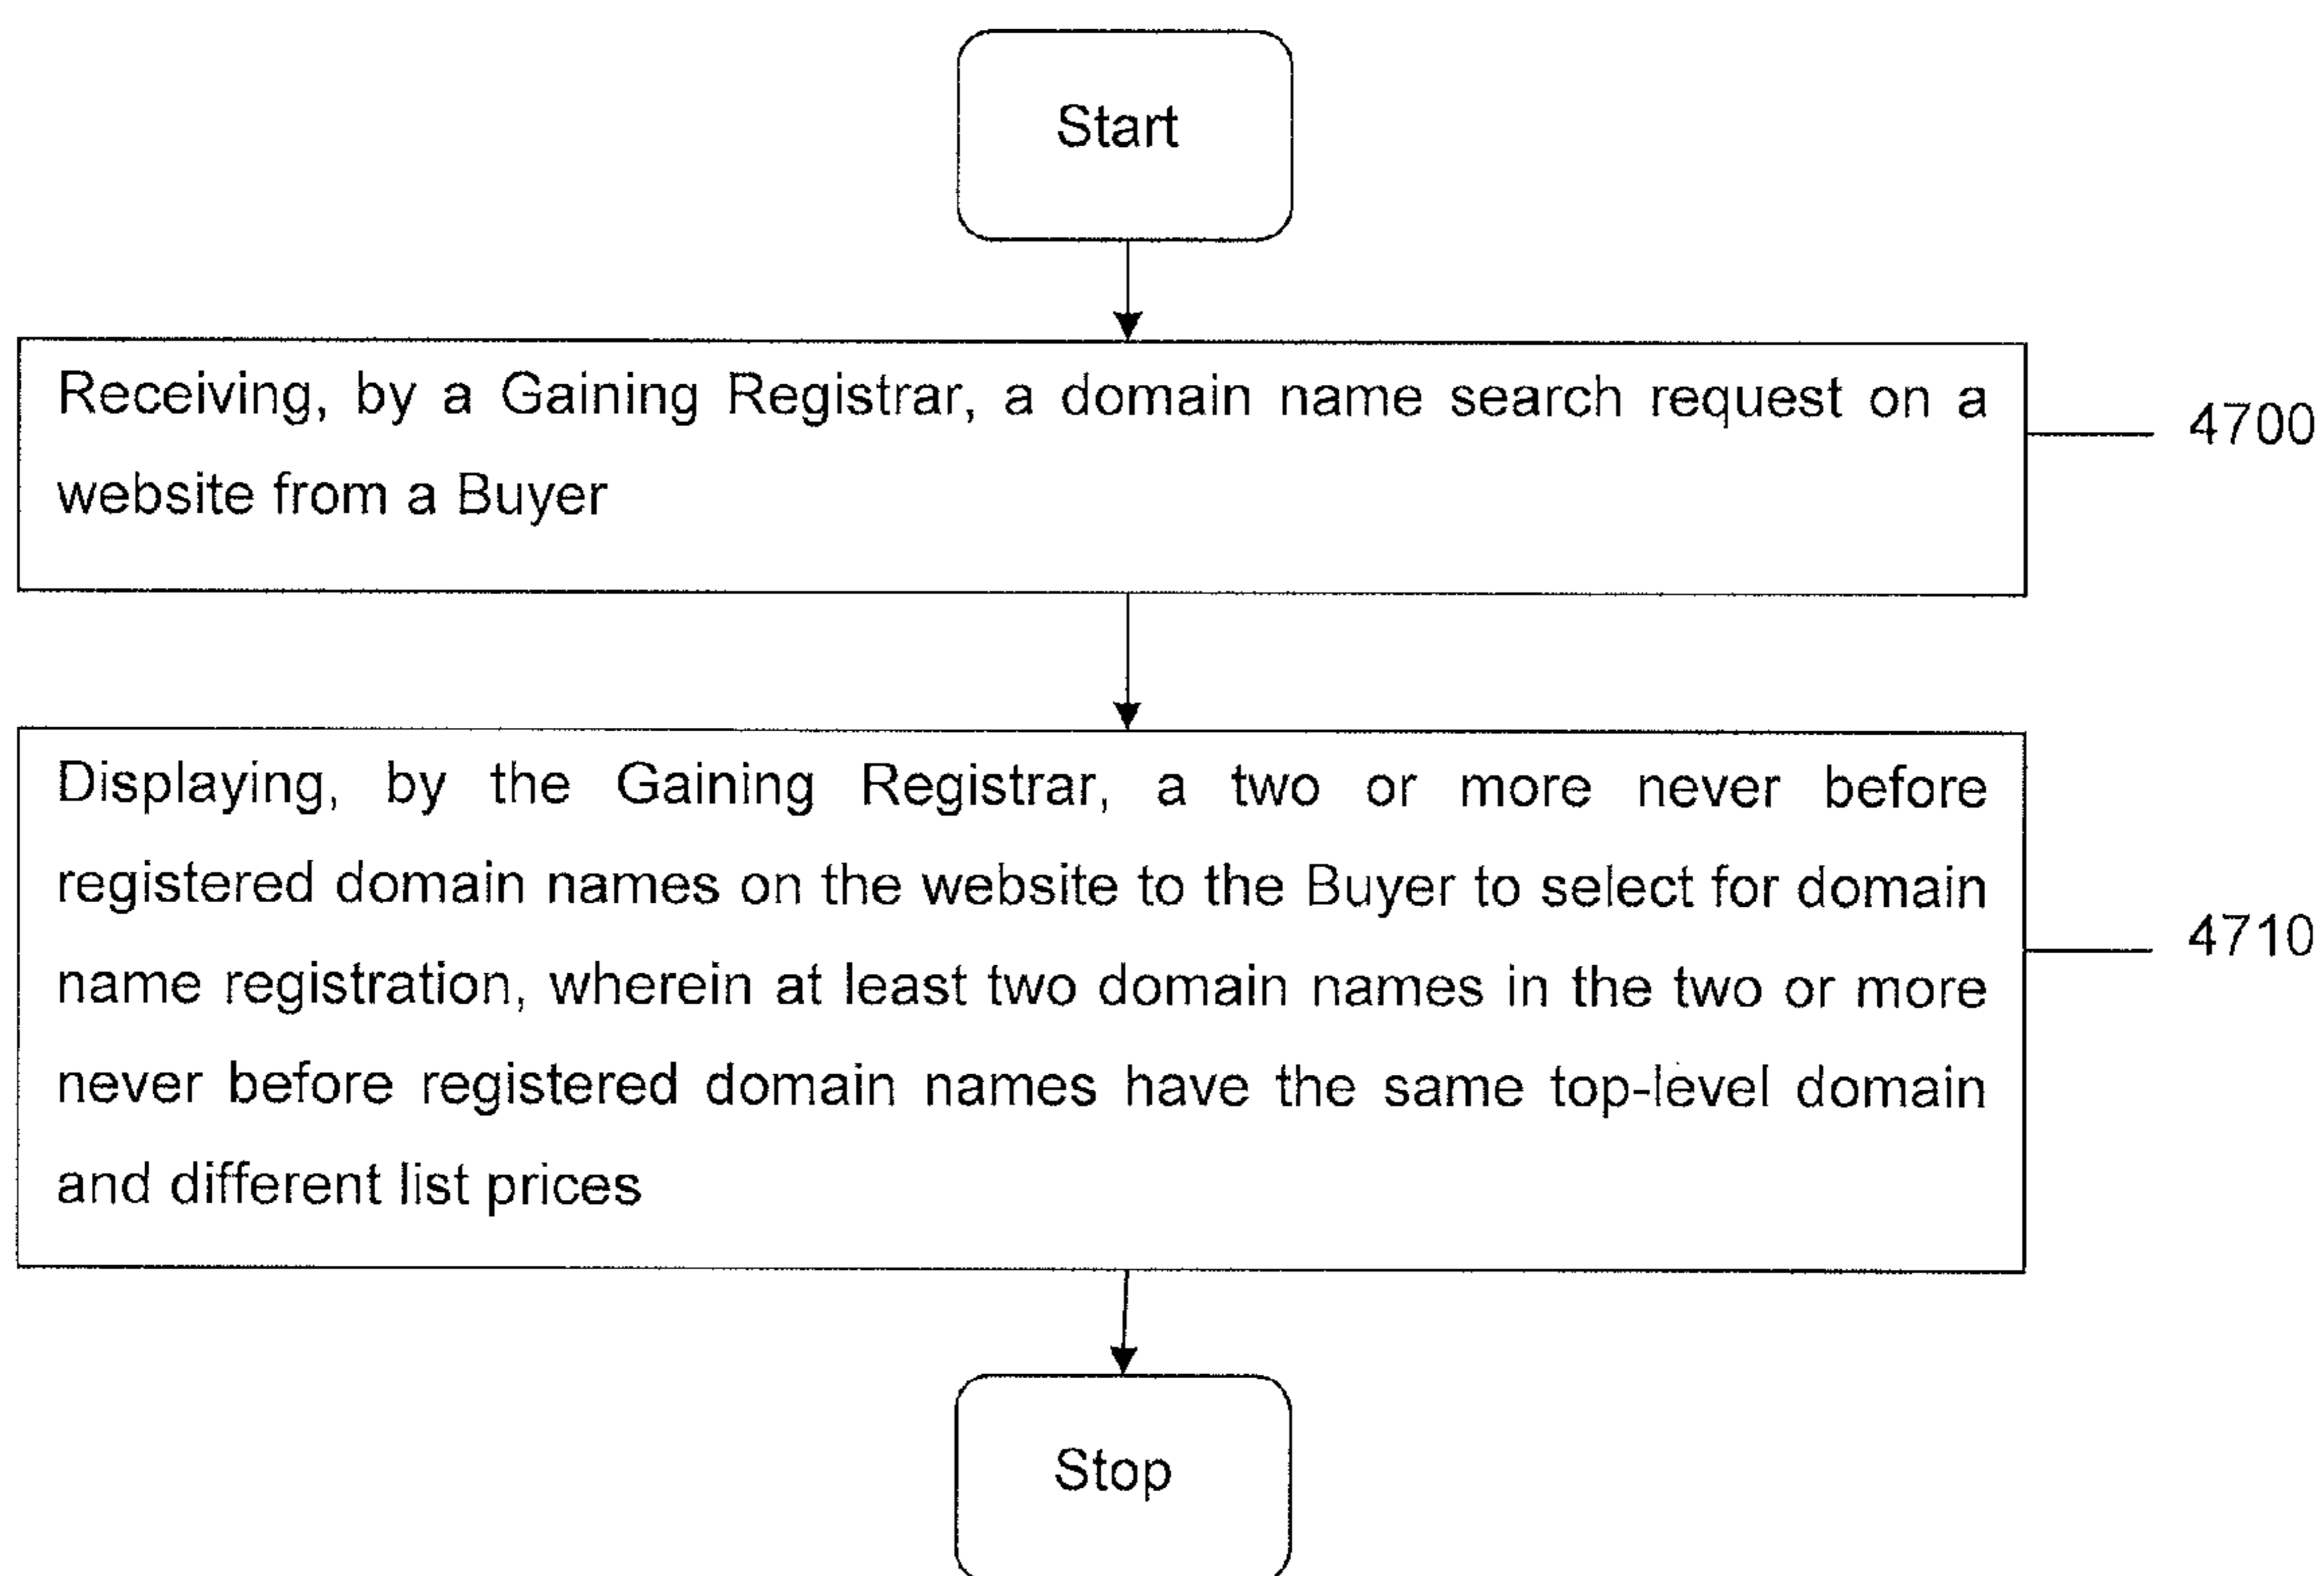 Start
Receiving, by a Gaining Registrar, a domain name search request on a
website from a Buyer
4700
Displaying, by the Gaining Registrar, a two or more never before
registered domain names on the website to the Buyer to select for domain
name registration, wherein at least two domain names in the two or more
never before registered domain names have the same top-level domain
and different list prices
4710
Stop